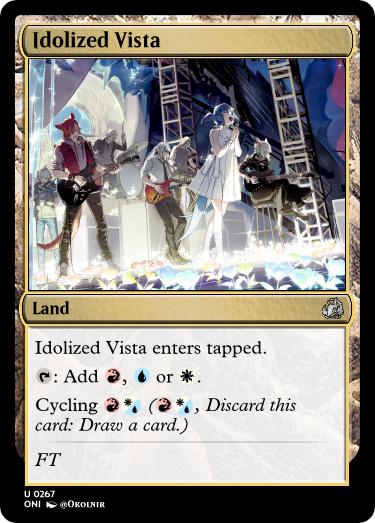 Idolized Vista
Land
Idolized Vista enters tapped.
: Add , or .
Cycling ( , Discard this
card: Draw a card.)
FT
U 0267
ONI @OKOLNIR